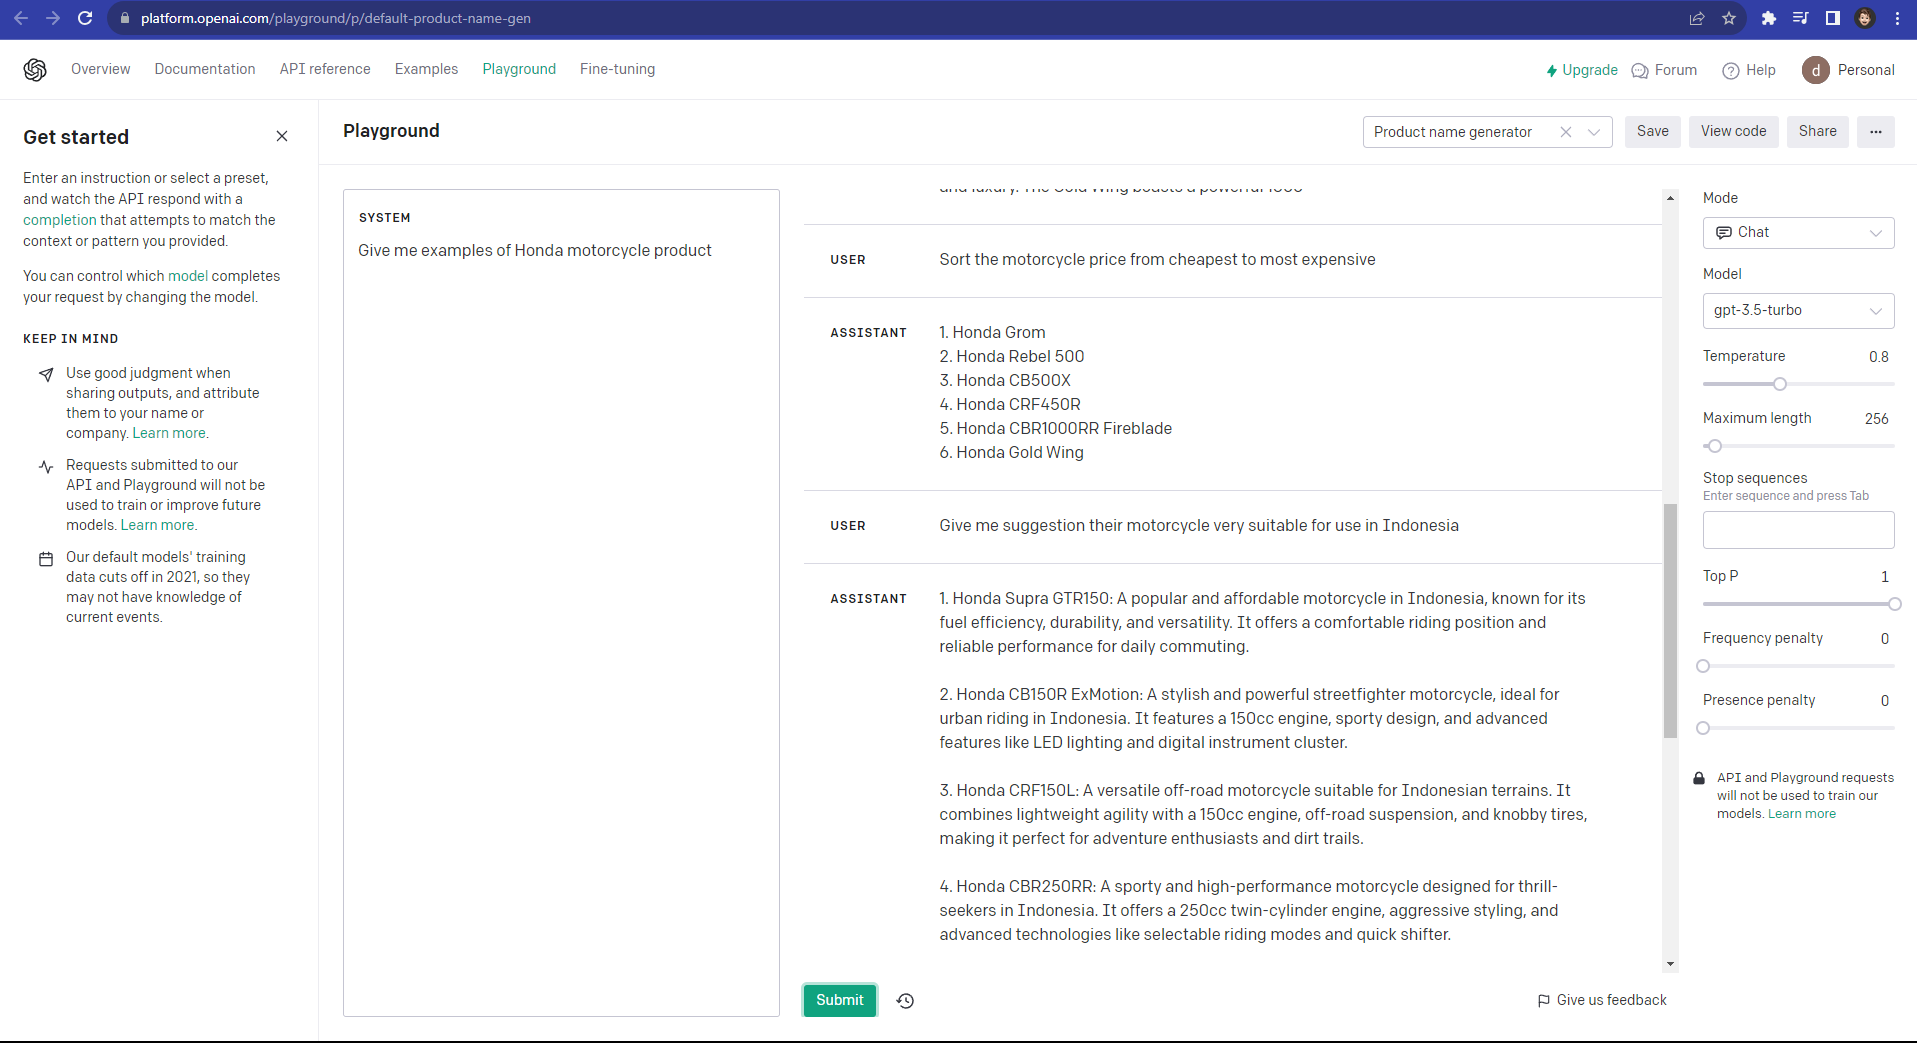 platform.openai.com/playground/p/default-product-name-gen
Overview
Documentation
API reference
Examples
Playground
Fine-tuning
Upgrade
Forum
Help
d
Personal
Get started
Enter an instruction or select a preset,
and watch the API respond with a
completion that attempts to match the
context or pattern you provided.
You can control which model completes
your request by changing the model.
KEEP IN MIND
Use good judgment when
sharing outputs, and attribute
them to your name or
company. Learn more.
Requests submitted to our
API and Playground will not be
used to train or improve future
models. Learn more.
Our default models' training
data cuts off in 2021, so they
may not have knowledge of
current events.
Playground
Product name generator
Save
View code
Share
...
SYSTEM
Give me examples of Honda motorcycle product
and luxury. The Gold Wing boasts a powerful 1800
USER
Sort the motorcycle price from cheapest to most expensive
ASSISTANT
1. Honda Grom
2. Honda Rebel 500
3. Honda CB500X
4. Honda CRF450R
5. Honda CBR1000RR Fireblade
6. Honda Gold Wing
USER
Give me suggestion their motorcycle very suitable for use in Indonesia
ASSISTANT
1. Honda Supra GTR150: A popular and affordable motorcycle in Indonesia, known for its
fuel efficiency, durability, and versatility. It offers a comfortable riding position and
reliable performance for daily commuting.
2. Honda CB150R ExMotion: A stylish and powerful streetfighter motorcycle, ideal for
urban riding in Indonesia. It features a 150cc engine, sporty design, and advanced
features like LED lighting and digital instrument cluster.
3. Honda CRF150L: A versatile off-road motorcycle suitable for Indonesian terrains. It
combines lightweight agility with a 150cc engine, off-road suspension, and knobby tires,
making it perfect for adventure enthusiasts and dirt trails.
4. Honda CBR250RR: A sporty and high-performance motorcycle designed for thrill-
seekers in Indonesia. It offers a 250cc twin-cylinder engine, aggressive styling, and
advanced technologies like selectable riding modes and quick shifter.
Submit
Give us feedback
Mode
Chat
Model
gpt-3.5-turbo
Temperature 0.8
Maximum length 256
Stop sequences
Enter sequence and press Tab
Top P 1
Frequency penalty 0
Presence penalty 0
API and Playground requests
will not be used to train our
models. Learn more